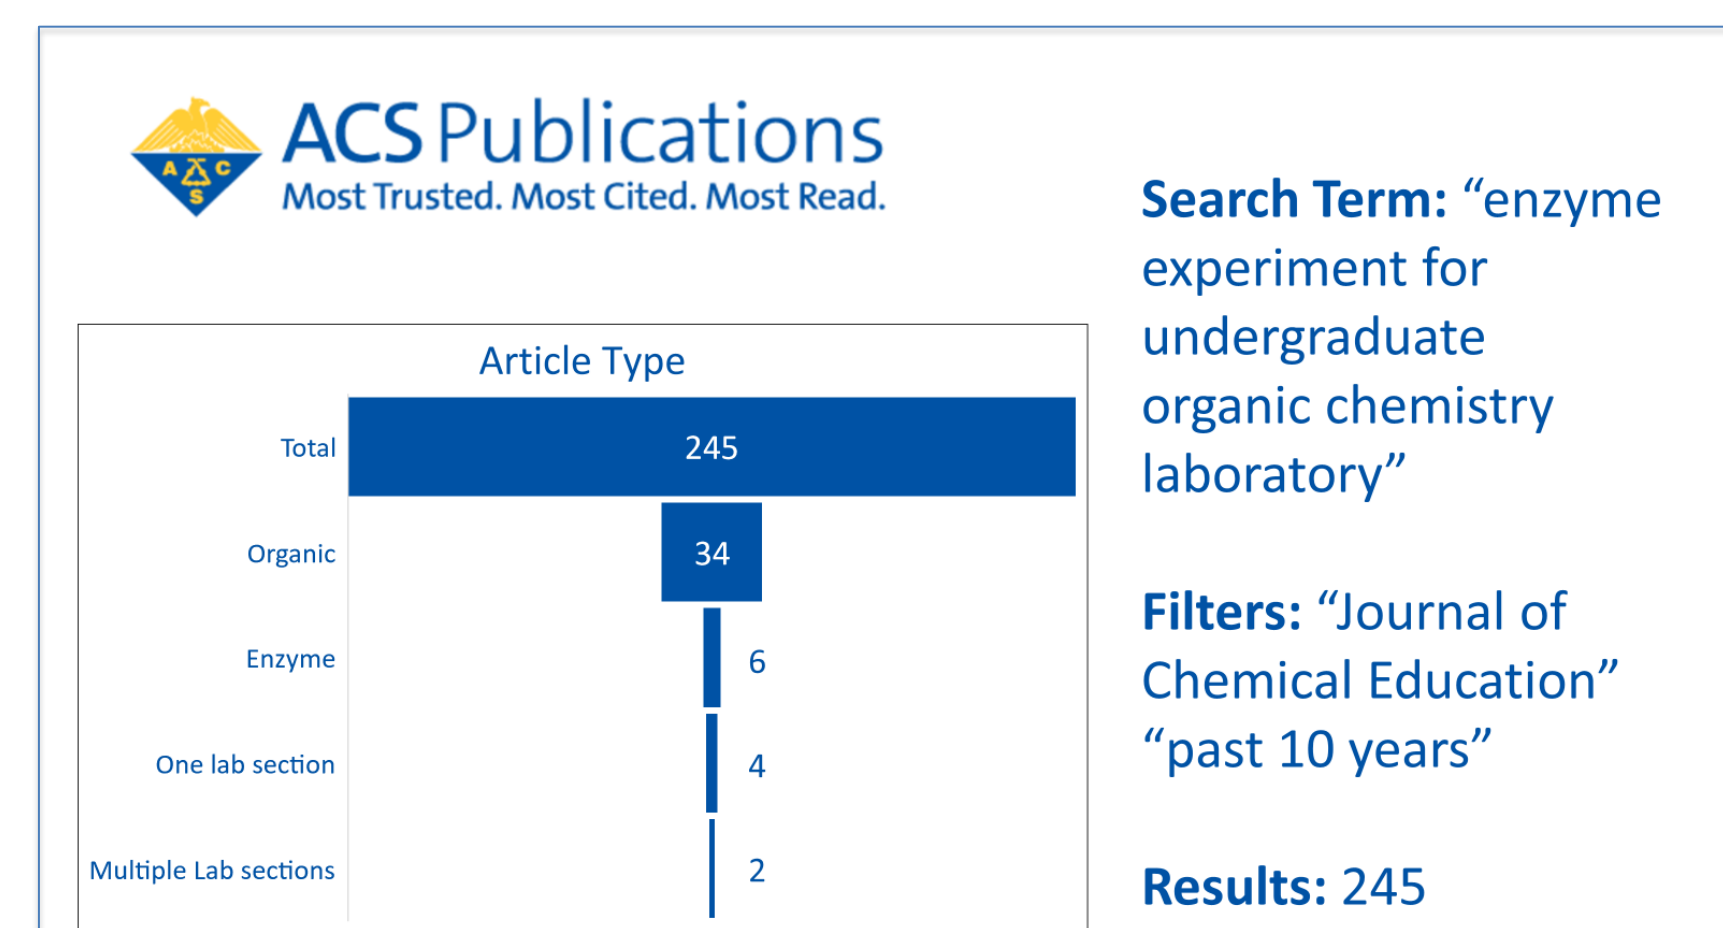 ACS Publications
Most Trusted. Most Cited. Most Read.
A C S
Search Term: “enzyme
experiment for
undergraduate
organic chemistry
laboratory”
Filters: “Journal of
Chemical Education”
“past 10 years”
Results: 245
Article Type
Total 245
Organic 34
Enzyme 6
One lab section 4
Multiple Lab sections 2